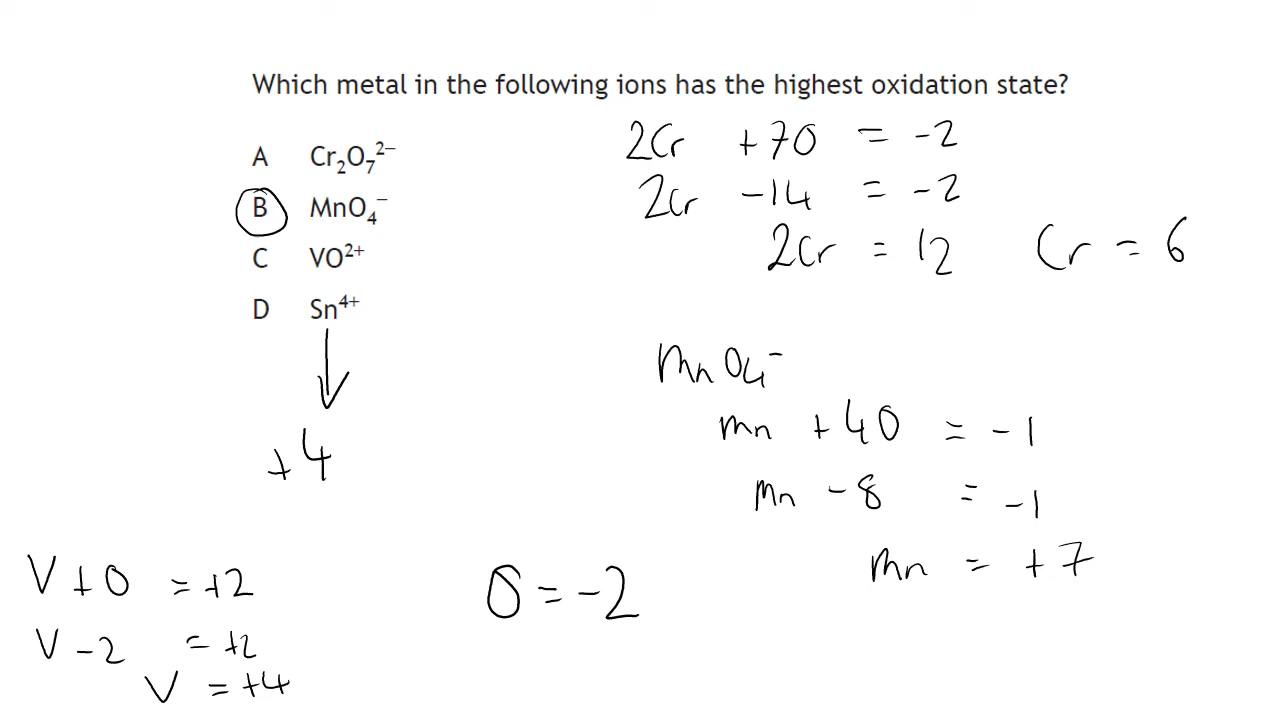 Which metal in the following ions has the highest oxidation state?
A Cr₂O₇²⁻
B MnO₄⁻
C VO²⁺
D Sn⁴⁺
+4
2Cr +7O = -2
2Cr -14 = -2
2Cr = 12 Cr = 6
MnO₄⁻
Mn +4O = -1
Mn -8 = -1
Mn = +7
V+O = +2
V-2 = +2
V = +4
O = -2